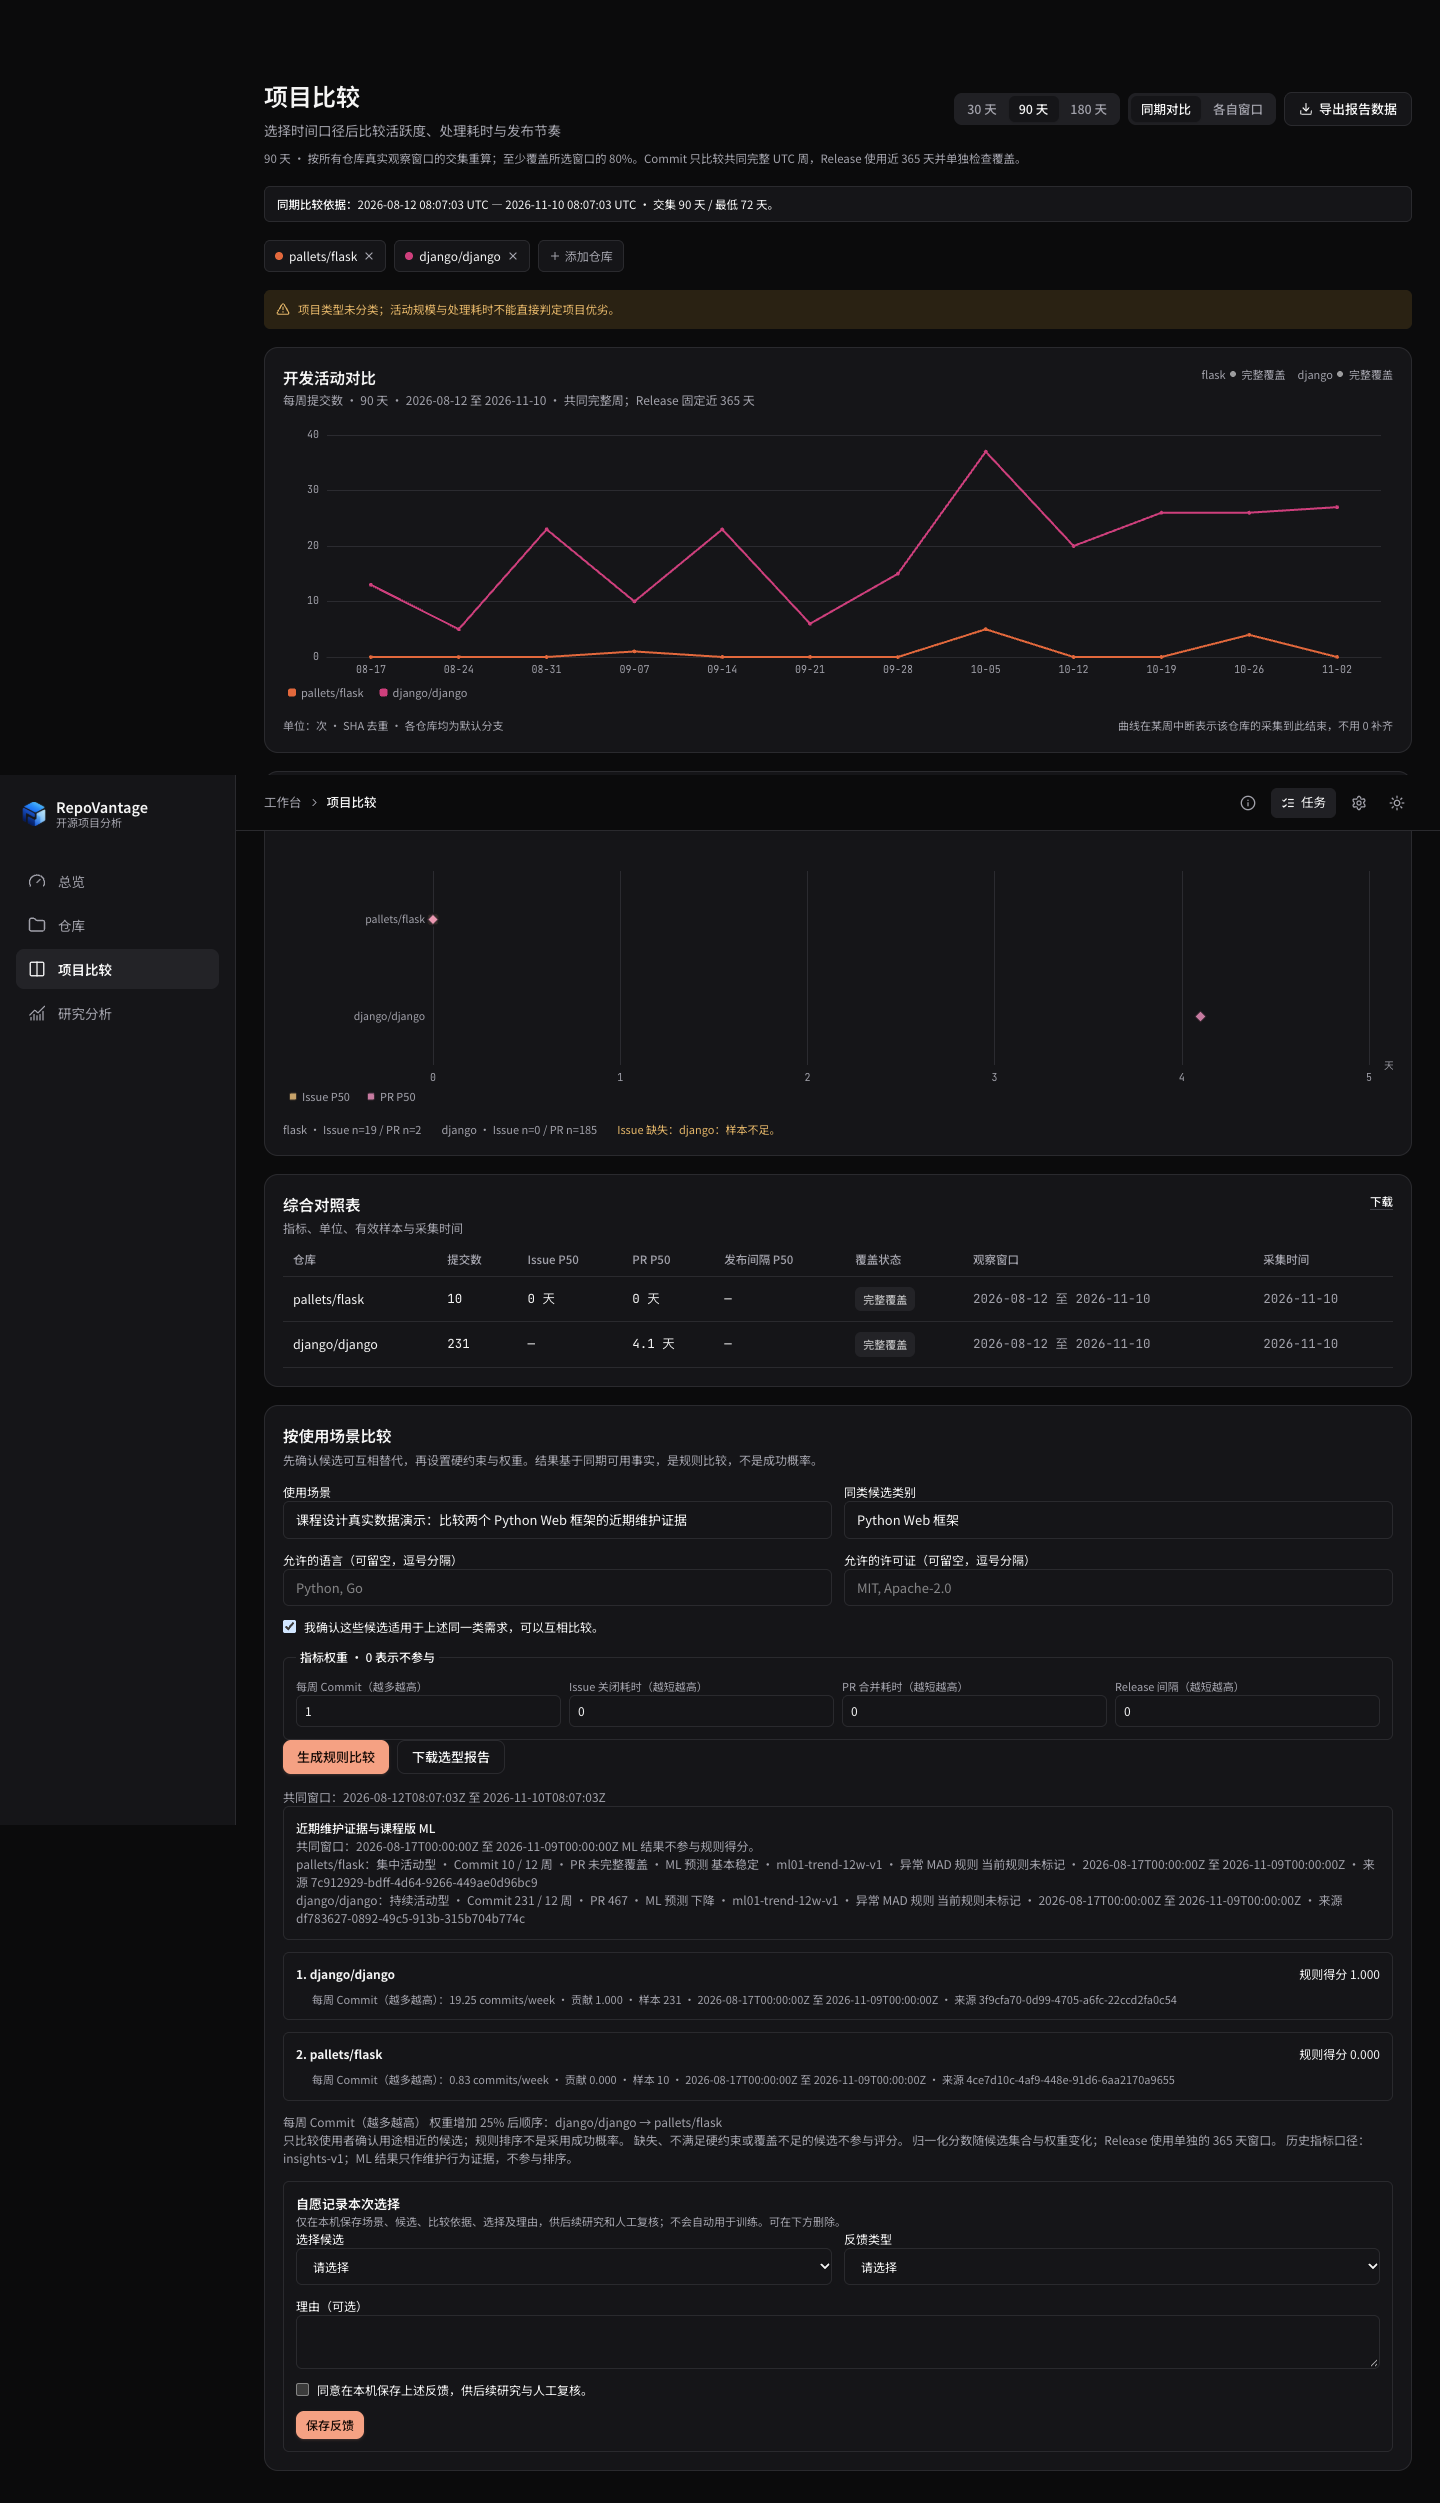 项目比较
选择时间口径后比较活跃度、处理耗时与发布节奏
30 天 90 天 180 天 同期对比 各自窗口 导出报告数据
90 天 · 按所有仓库真实观察窗口的交集重算；至少覆盖所选窗口的 80%。Commit 只比较共同完整 UTC 周，Release 使用近 365 天并单独检查覆盖。
同期比较依据：2026-08-12 08:07:03 UTC — 2026-11-10 08:07:03 UTC · 交集 90 天 / 最低 72 天。
pallets/flask × django/django × + 添加仓库
项目类型未分类；活动规模与处理耗时不能直接判定项目优劣。
开发活动对比
flask ● 完整覆盖 django ● 完整覆盖
每周提交数 · 90 天 · 2026-08-12 至 2026-11-10 · 共同完整周；Release 固定近 365 天
40
30
20
10
0
08-17 08-24 08-31 09-07 09-14 09-21 09-28 10-05 10-12 10-19 10-26 11-02
pallets/flask django/django
单位：次 · SHA 去重 · 各仓库均为默认分支
曲线在某周中断表示该仓库的采集到此结束，不用 0 补齐
RepoVantage
开源项目分析
工作台 > 项目比较
任务
总览
仓库
项目比较
研究分析
pallets/flask
django/django
天
0 1 2 3 4 5
Issue P50 PR P50
flask · Issue n=19 / PR n=2 django · Issue n=0 / PR n=185 Issue 缺失：django：样本不足。
综合对照表
下载
指标、单位、有效样本与采集时间
仓库 提交数 Issue P50 PR P50 发布间隔 P50 覆盖状态 观察窗口 采集时间
pallets/flask 10 0 天 0 天 — 完整覆盖 2026-08-12 至 2026-11-10 2026-11-10
django/django 231 — 4.1 天 — 完整覆盖 2026-08-12 至 2026-11-10 2026-11-10
按使用场景比较
先确认候选可互相替代，再设置硬约束与权重。结果基于同期可用事实，是规则比较，不是成功概率。
使用场景 同类候选类别
课程设计真实数据演示：比较两个 Python Web 框架的近期维护证据 Python Web 框架
允许的语言（可留空，逗号分隔） 允许的许可证（可留空，逗号分隔）
Python, Go MIT, Apache-2.0
我确认这些候选适用于上述同一类需求，可以互相比较。
指标权重 · 0 表示不参与
每周 Commit（越多越高） Issue 关闭耗时（越短越高） PR 合并耗时（越短越高） Release 间隔（越短越高）
1 0 0 0
生成规则比较 下载选型报告
共同窗口：2026-08-12T08:07:03Z 至 2026-11-10T08:07:03Z
近期维护证据与课程版 ML
共同窗口：2026-08-17T00:00:00Z 至 2026-11-09T00:00:00Z ML 结果不参与规则得分。
pallets/flask：集中活动型 · Commit 10 / 12 周 · PR 未完整覆盖 · ML 预测 基本稳定 · ml01-trend-12w-v1 · 异常 MAD 规则 当前规则未标记 · 2026-08-17T00:00:00Z 至 2026-11-09T00:00:00Z · 来
源 7c912929-bdff-4d64-9266-449ae0d96bc9
django/django：持续活动型 · Commit 231 / 12 周 · PR 467 · ML 预测 下降 · ml01-trend-12w-v1 · 异常 MAD 规则 当前规则未标记 · 2026-08-17T00:00:00Z 至 2026-11-09T00:00:00Z · 来源
df783627-0892-49c5-913b-315b704b774c
1. django/django 规则得分 1.000
每周 Commit（越多越高）：19.25 commits/week · 贡献 1.000 · 样本 231 · 2026-08-17T00:00:00Z 至 2026-11-09T00:00:00Z · 来源 3f9cfa70-0d99-4705-a6fc-22ccd2fa0c54
2. pallets/flask 规则得分 0.000
每周 Commit（越多越高）：0.83 commits/week · 贡献 0.000 · 样本 10 · 2026-08-17T00:00:00Z 至 2026-11-09T00:00:00Z · 来源 4ce7d10c-4af9-448e-91d6-6aa2170a9655
每周 Commit（越多越高） 权重增加 25% 后顺序：django/django → pallets/flask
只比较使用者确认用途相近的候选；规则排序不是采用成功概率。 缺失、不满足硬约束或覆盖不足的候选不参与评分。 归一化分数随候选集合与权重变化；Release 使用单独的 365 天窗口。 历史指标口径：
insights-v1；ML 结果只作维护行为证据，不参与排序。
自愿记录本次选择
仅在本机保存场景、候选、比较依据、选择及理由，供后续研究和人工复核；不会自动用于训练。可在下方删除。
选择候选 反馈类型
请选择 请选择
理由（可选）
同意在本机保存上述反馈，供后续研究与人工复核。
保存反馈